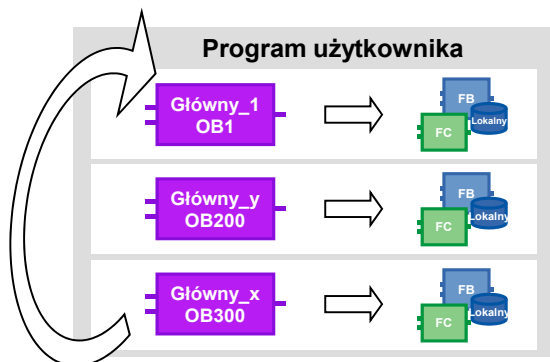 Program użytkownika
Główny_1
OB1
FB
Lokalny
FC
Główny_y
OB200
FB
Lokalny
FC
Główny_x
OB300
FB
Lokalny
FC